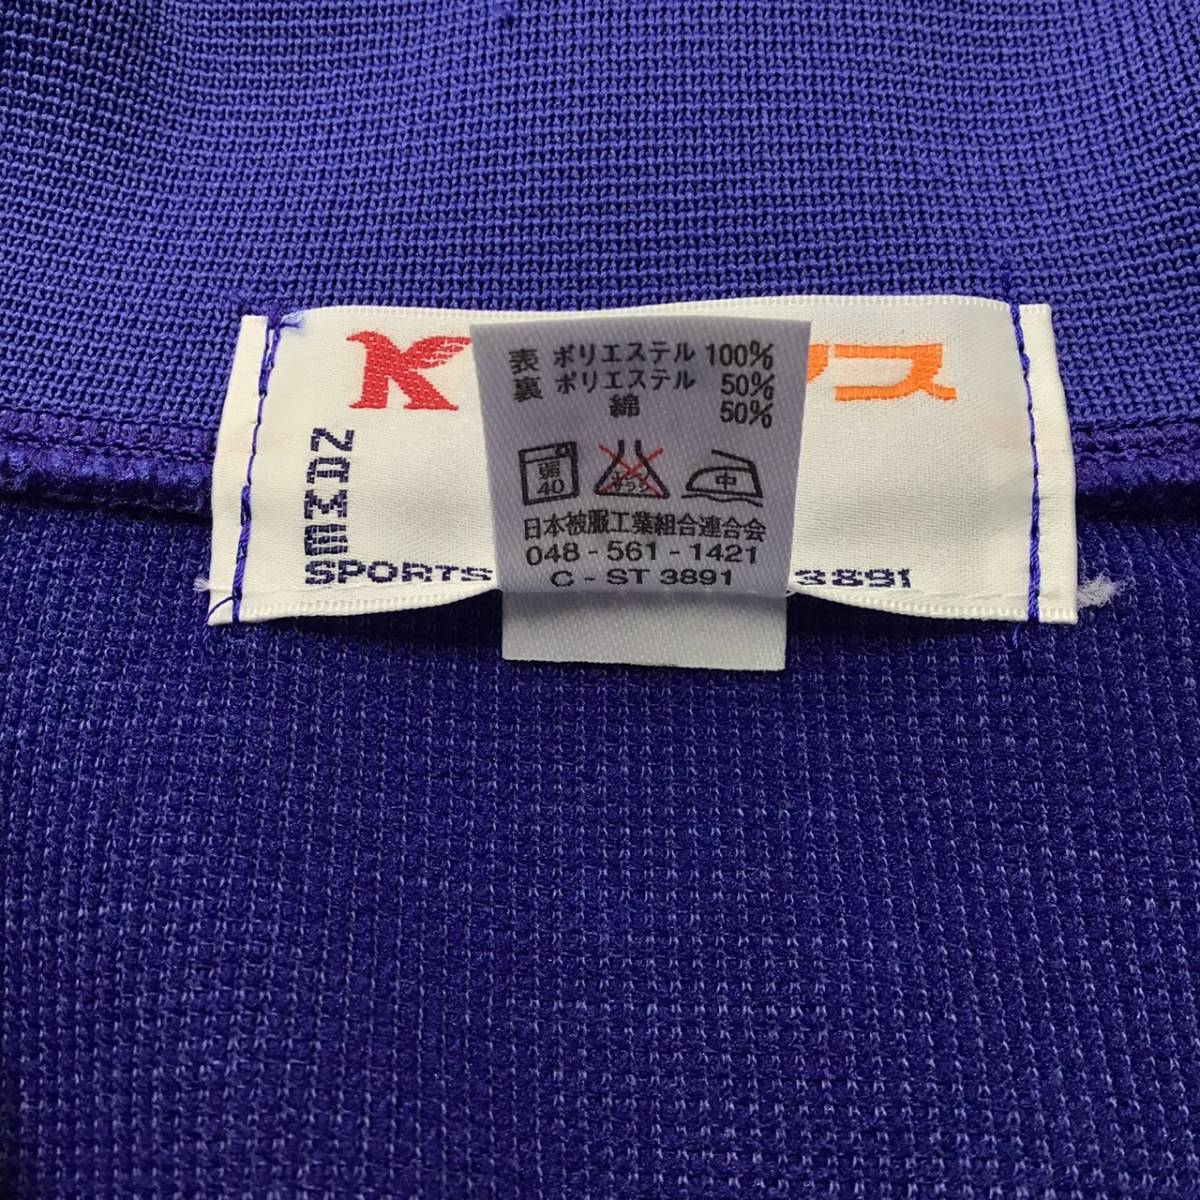 K ンス
表 ポリエステル 100%
裏 ポリエステル 50%
綿 50%
弱 40 中
日本被服工業組合連合会
048 - 561 - 1421
C - ST 3891
NAME
SPORTS 3891